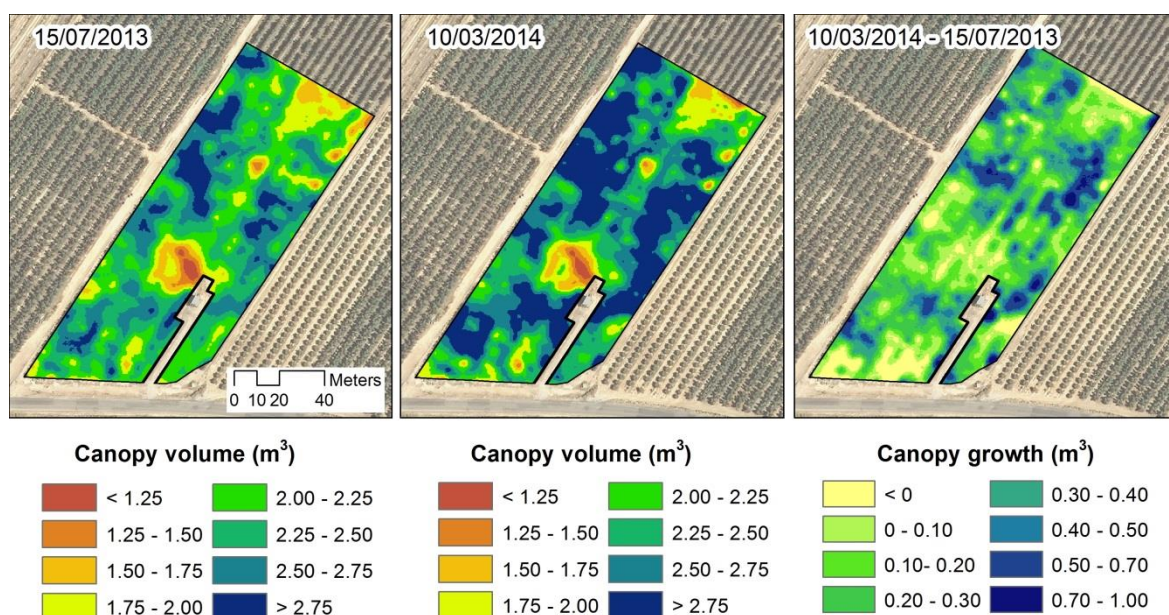 15/07/2013
10/03/2014
10/03/2014 - 15/07/2013
Meters
0 10 20 40
Canopy volume (m³)
< 1.25
2.00 - 2.25
1.25 - 1.50
2.25 - 2.50
1.50 - 1.75
2.50 - 2.75
1.75 - 2.00
> 2.75
Canopy volume (m³)
< 1.25
2.00 - 2.25
1.25 - 1.50
2.25 - 2.50
1.50 - 1.75
2.50 - 2.75
1.75 - 2.00
> 2.75
Canopy growth (m³)
< 0
0.30 - 0.40
0 - 0.10
0.40 - 0.50
0.10- 0.20
0.50 - 0.70
0.20 - 0.30
0.70 - 1.00